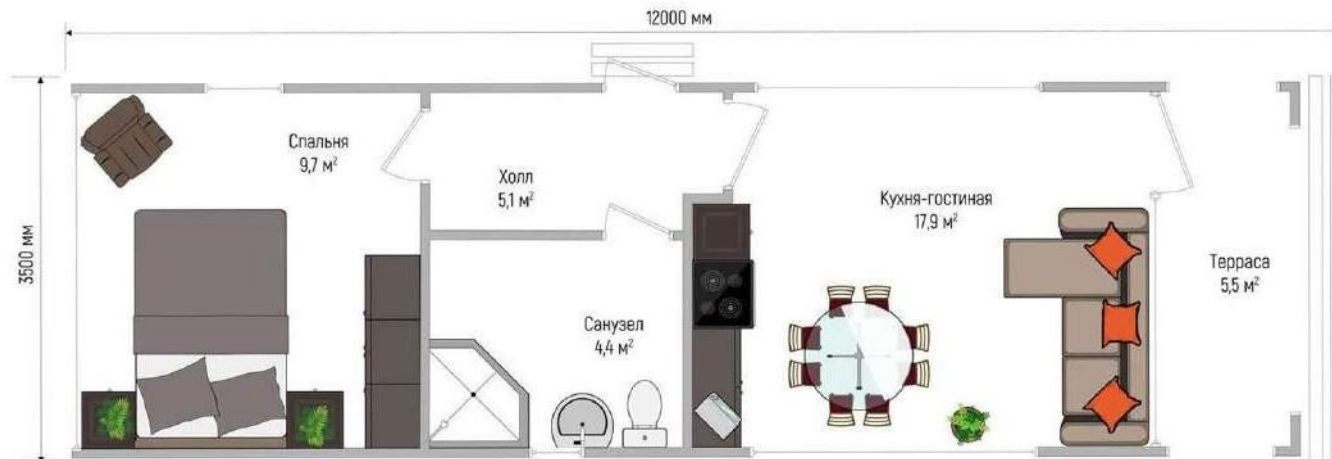 12000 мм
3500 мм
Спальня
9,7 м²
Холл
5,1 м²
Кухня-гостиная
17,9 м²
Терраса
5,5 м²
Санузел
4,4 м²